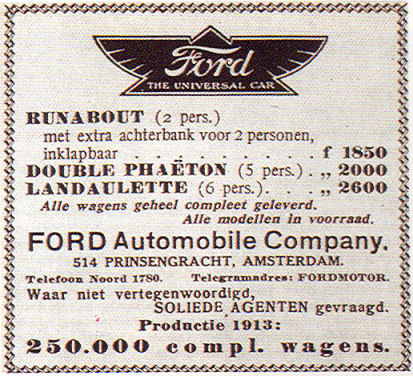 Ford
THE UNIVERSAL CAR
RUNABOUT (2 pers.)
met extra achterbank voor 2 personen,
inklapbaar . . . . . . . . . f 1850
DOUBLE PHAËTON (5 pers.) . „ 2000
LANDAULETTE (6 pers.) . . „ 2600
Alle wagens geheel compleet geleverd.
Alle modellen in voorraad.
FORD Automobile Company.
514 PRINSENGRACHT, AMSTERDAM.
Telefoon Noord 1780. Telegramadres: FORDMOTOR.
Waar niet vertegenwoordigd,
SOLIEDE AGENTEN gevraagd.
Productie 1913:
250.000 compl. wagens.